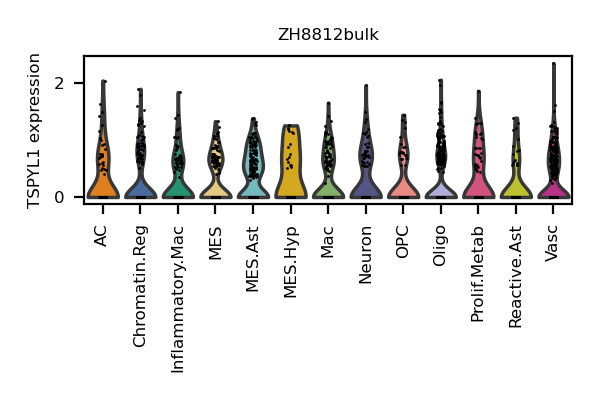 ZH8812bulk
TSPYL1 expression
2
0
AC
Chromatin.Reg
Inflammatory.Mac
MES
MES.Ast
MES.Hyp
Mac
Neuron
OPC
Oligo
Prolif.Metab
Reactive.Ast
Vasc